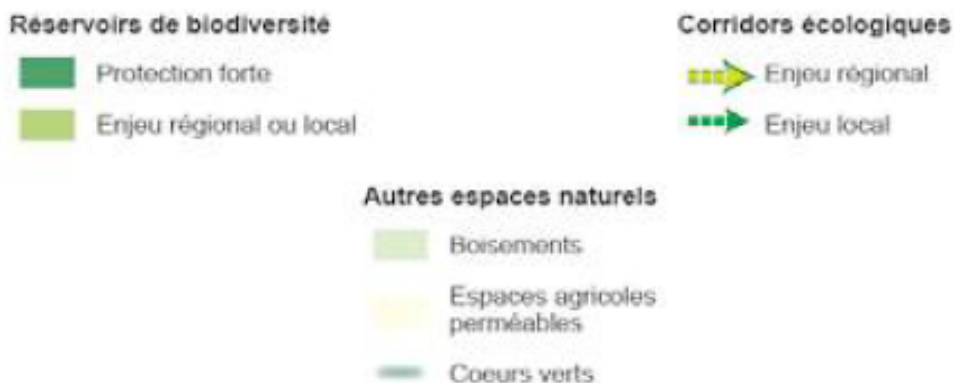 Réservoirs de biodiversité
Protection forte
Enjeu régional ou local
Corridors écologiques
Enjeu régional
Enjeu local
Autres espaces naturels
Boisements
Espaces agricoles
perméables
Coeurs verts